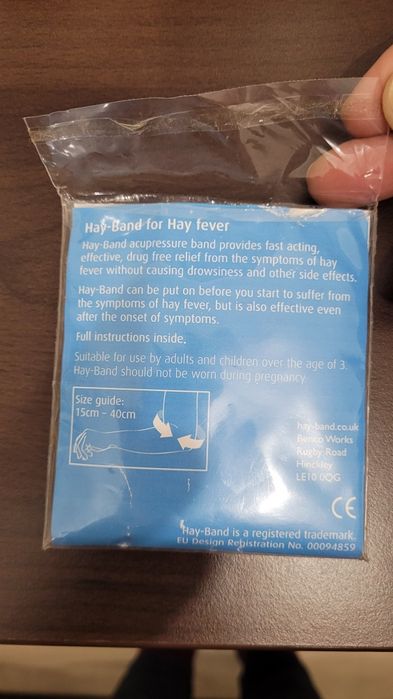 Hay-Band for Hay fever
Hay-Band acupressure band provides fast acting,
effective, drug free relief from the symptoms of hay
fever without causing drowsiness and other side effects.
Hay-Band can be put on before you start to suffer from
the symptoms of hay fever, but is also effective even
after the onset of symptoms.
Full instructions inside.
Suitable for use by adults and children over the age of 3.
Hay-Band should not be worn during pregnancy
Size guide:
15cm - 40cm
hay-band.co.uk
Benco Works
Rugby Road
Hinckley
LE10 0QG
CE
Hay-Band is a registered trademark.
EU Design Registration No. 00094859